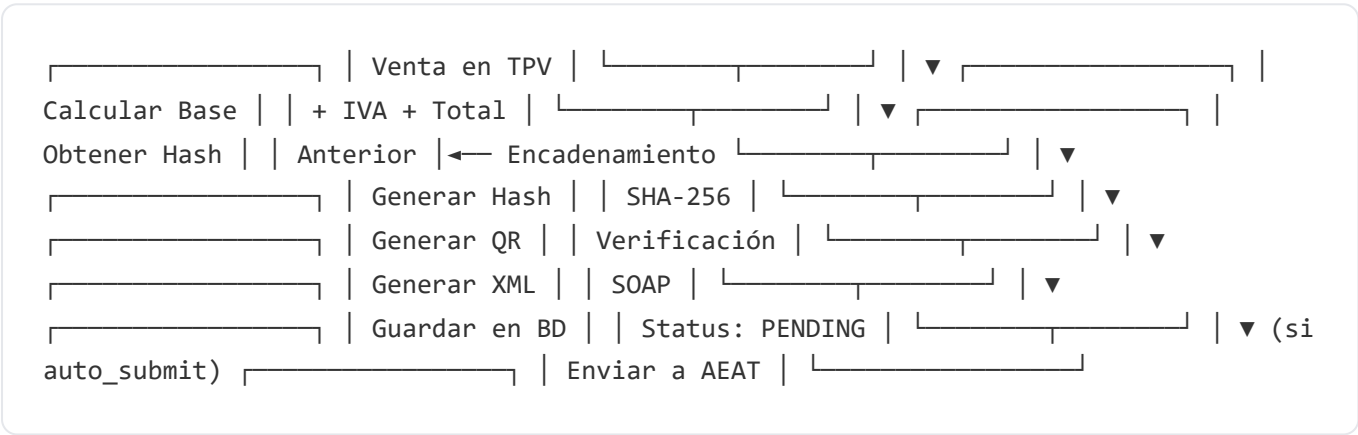 ┌─────────────────┐ │ Venta en TPV │ └────────┬────────┘ │ ▼ ┌─────────────────┐ │
Calcular Base │ │ + IVA + Total │ └────────┬────────┘ │ ▼ ┌─────────────────┐ │
Obtener Hash │ │ Anterior │◄── Encadenamiento └────────┬────────┘ │ ▼
┌─────────────────┐ │ Generar Hash │ │ SHA-256 │ └────────┬────────┘ │ ▼
┌─────────────────┐ │ Generar QR │ │ Verificación │ └────────┬────────┘ │ ▼
┌─────────────────┐ │ Generar XML │ │ SOAP │ └────────┬────────┘ │ ▼
┌─────────────────┐ │ Guardar en BD │ │ Status: PENDING │ └────────┬────────┘ │ ▼ (si
auto_submit) ┌─────────────────┐ │ Enviar a AEAT │ └─────────────────┘